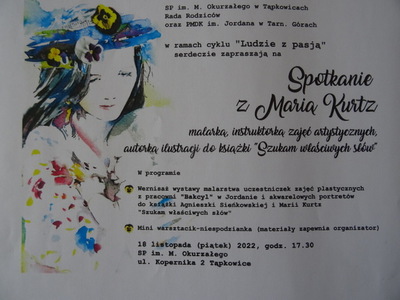 SP im. M. Okurzałego w Tąpkowicach
Rada Rodziców
oraz PMDK im. Jordana w Tarn. Górach
w ramach cyklu "Ludzie z pasją"
serdecznie zapraszają na
Spotkanie
z Marią Kurtz
malarką, instruktorką zajęć artystycznych,
autorką ilustracji do książki "Szukam właściwych słów"
W programie
Wernisaż wystawy malarstwa uczestniczek zajęć plastycznych
z pracowni "Bakcyl" w Jordanie i akwarelowych portretów
do książki Agnieszki Sieńkowskiej i Marii Kurtz
"Szukam właściwych słów"
Mini warsztacik-niespodzianka (materiały zapewnia organizator)
18 listopada (piątek) 2022, godz. 17.30
SP im. M. Okurzałego
ul. Kopernika 2 Tąpkowice